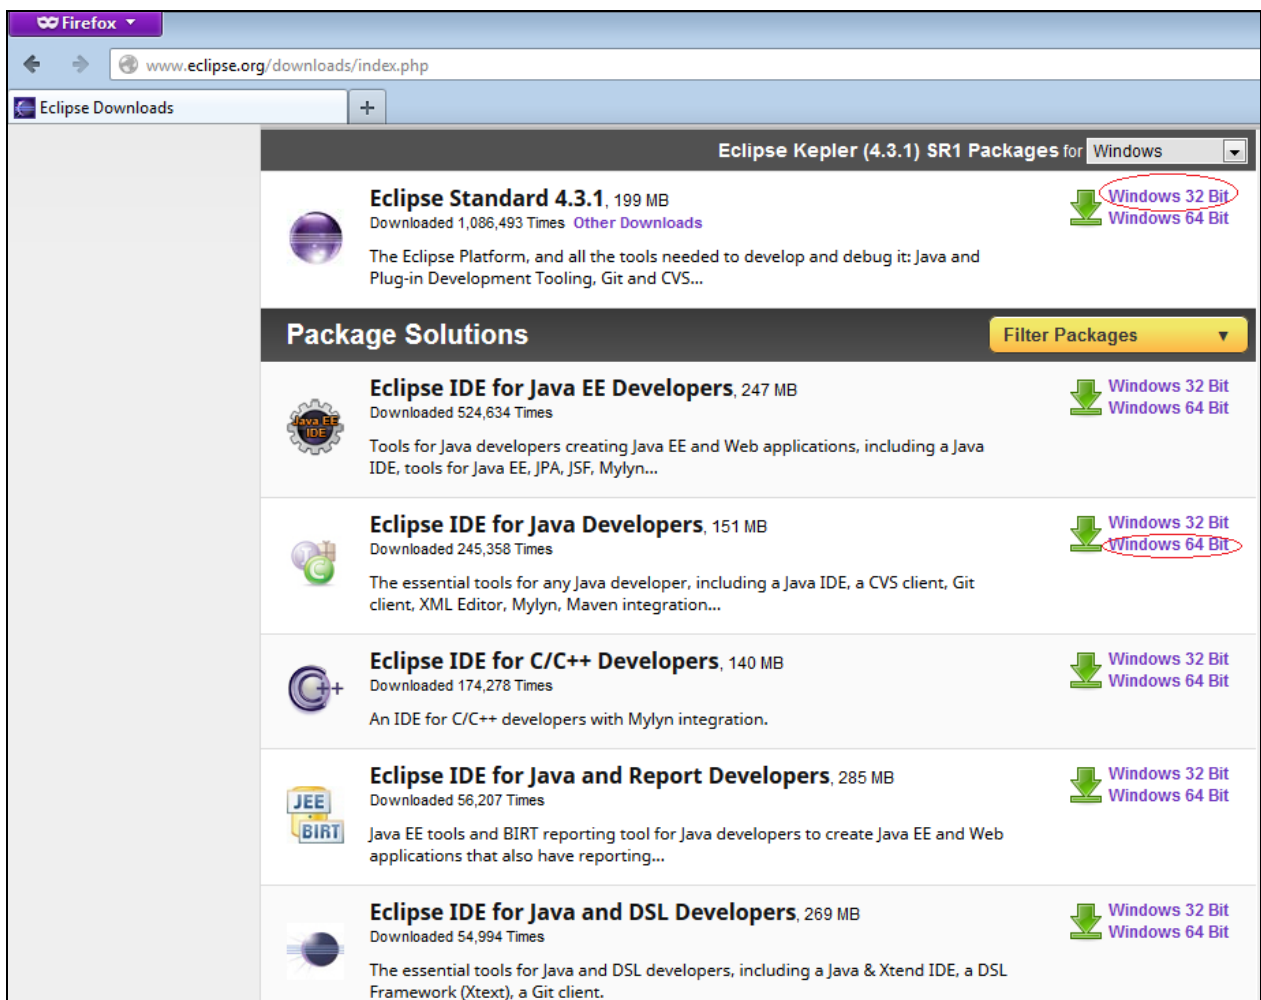 Firefox
www.eclipse.org/downloads/index.php
Eclipse Downloads
Eclipse Kepler (4.3.1) SR1 Packages for Windows
Eclipse Standard 4.3.1, 199 MB
Windows 32 Bit
Downloaded 1,086,493 Times Other Downloads
Windows 64 Bit
The Eclipse Platform, and all the tools needed to develop and debug it: Java and
Plug-in Development Tooling, Git and CVS...
Package Solutions
Filter Packages
Eclipse IDE for Java EE Developers, 247 MB
Windows 32 Bit
Downloaded 524,634 Times
Windows 64 Bit
Java EE
IDE
Tools for Java developers creating Java EE and Web applications, including a Java
IDE, tools for Java EE, JPA, JSF, Mylyn...
Eclipse IDE for Java Developers, 151 MB
Windows 32 Bit
Downloaded 245,358 Times
Windows 64 Bit
The essential tools for any Java developer, including a Java IDE, a CVS client, Git
client, XML Editor, Mylyn, Maven integration...
Eclipse IDE for C/C++ Developers, 140 MB
Windows 32 Bit
Downloaded 174,278 Times
Windows 64 Bit
C++
An IDE for C/C++ developers with Mylyn integration.
Eclipse IDE for Java and Report Developers, 285 MB
Windows 32 Bit
Downloaded 56,207 Times
Windows 64 Bit
JEE
BIRT
Java EE tools and BIRT reporting tool for Java developers to create Java EE and Web
applications that also have reporting...
Eclipse IDE for Java and DSL Developers, 269 MB
Windows 32 Bit
Downloaded 54,994 Times
Windows 64 Bit
The essential tools for Java and DSL developers, including a Java & Xtend IDE, a DSL
Framework (Xtext), a Git client.